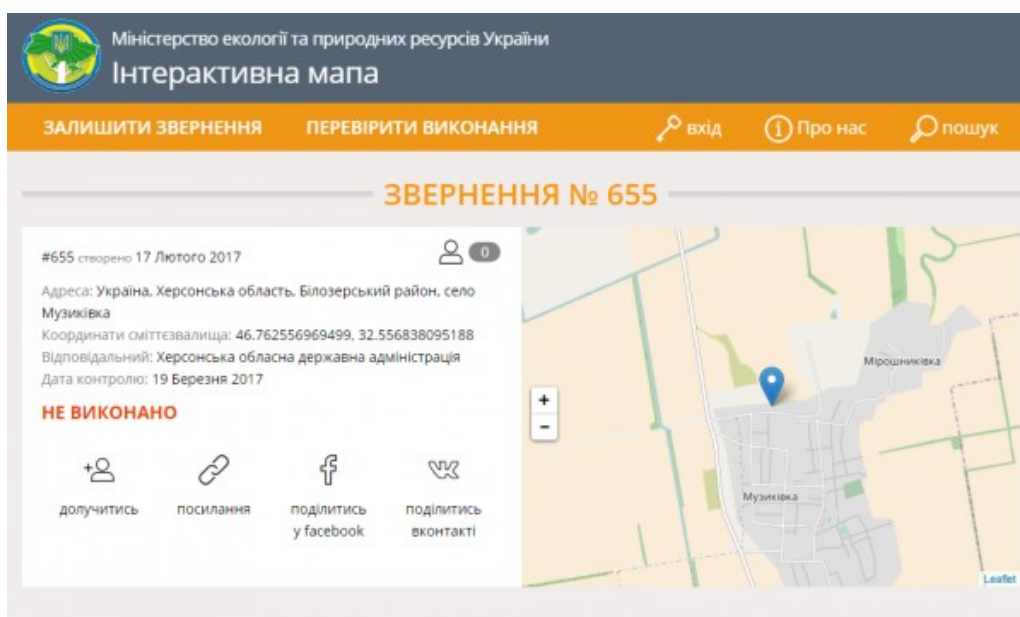 Міністерство екології та природних ресурсів України
Інтерактивна мапа
ЗАЛИШИТИ ЗВЕРНЕННЯ ПЕРЕВІРИТИ ВИКОНАННЯ вхід Про нас пошук
ЗВЕРНЕННЯ № 655
#655 створено 17 Лютого 2017 0
Адреса: Україна, Херсонська область, Білозерський район, село
Музиківка
Координати сміттєзвалища: 46.762556969499, 32.556838095188
Відповідальний: Херсонська обласна державна адміністрація
Дата контролю: 19 Березня 2017
НЕ ВИКОНАНО
долучитись посилання поділитись поділитись
у facebook вконтакті
+
−
Мірошниківка
Музиківка
Leaflet